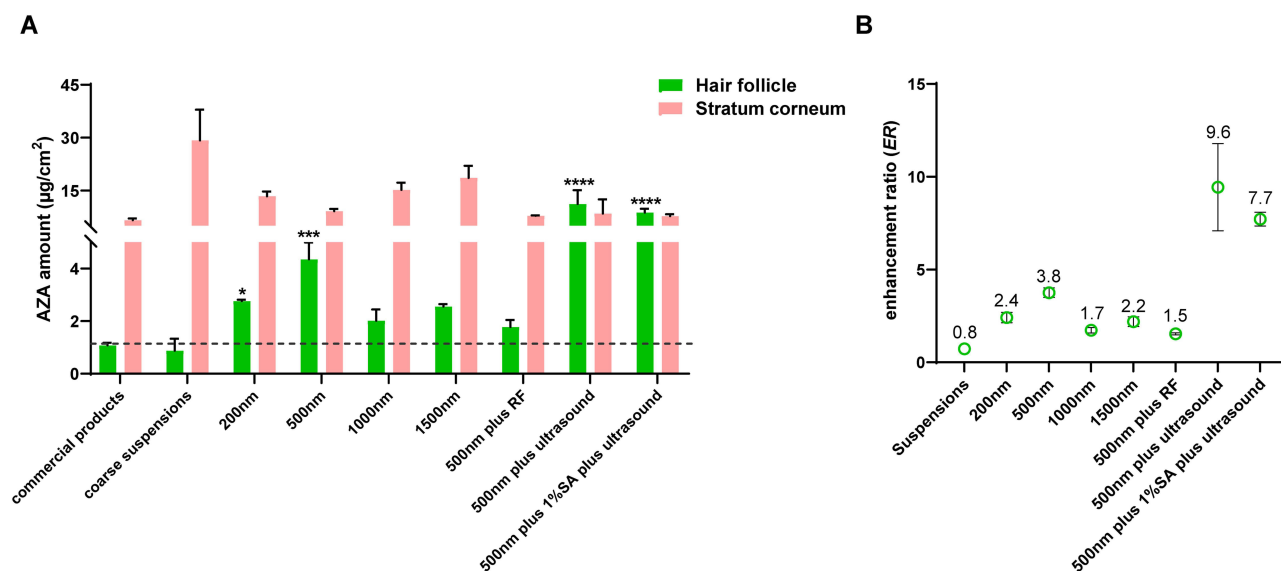 A
AZA amount (μg/cm²)
45
30
15
4
2
0
Hair follicle
Stratum corneum
*
***
****
****
commercial products
coarse suspensions
200nm
500nm
1000nm
1500nm
500nm plus RF
500nm plus ultrasound
500nm plus 1%SA plus ultrasound
B
enhancement ratio (ER)
15
10
5
0
0.8
2.4
3.8
1.7
2.2
1.5
9.6
7.7
Suspensions
200nm
500nm
1000nm
1500nm
500nm plus RF
500nm plus ultrasound
500nm plus 1%SA plus ultrasound